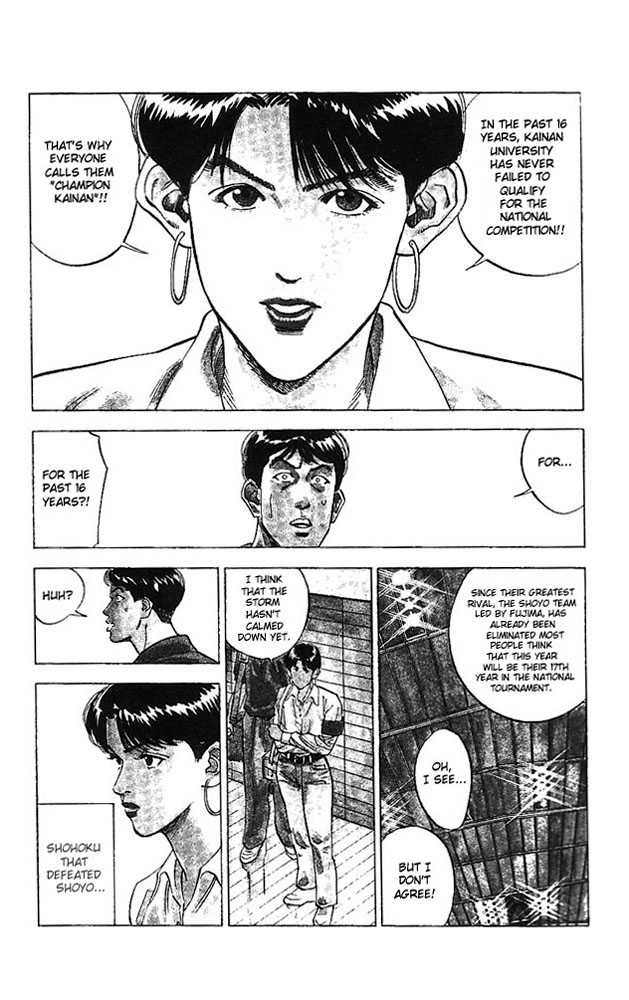 IN THE PAST 16
YEARS, KAINAN
UNIVERSITY
HAS NEVER
FAILED TO
QUALIFY
FOR THE
NATIONAL
COMPETITION!!
THAT'S WHY
EVERYONE
CALLS THEM
"CHAMPION
KAINAN"!!
FOR...
FOR THE
PAST 16
YEARS?!
SINCE THEIR GREATEST
RIVAL, THE SHOYO TEAM
LED BY FUJIMA, HAS
ALREADY BEEN
ELIMINATED MOST
PEOPLE THINK
THAT THIS YEAR
WILL BE THEIR 17TH
YEAR IN THE NATIONAL
TOURNAMENT.
OH,
I SEE...
BUT I
DON'T
AGREE!
I THINK
THAT THE
STORM
HASN'T
CALMED
DOWN YET.
HUH?
SHOHOKU
THAT
DEFEATED
SHOYO...